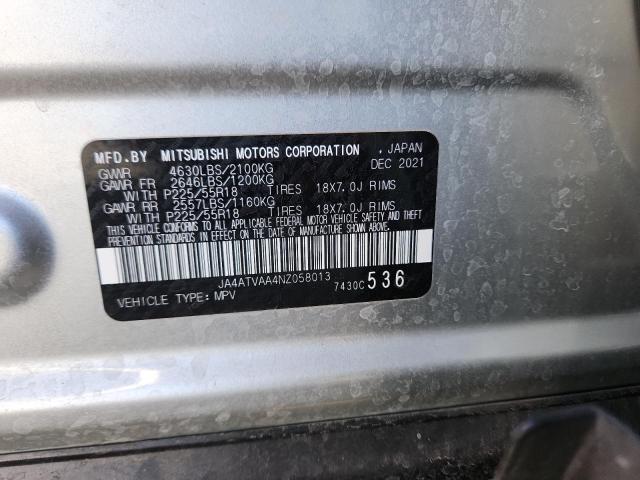 MFD.BY MITSUBISHI MOTORS CORPORATION , JAPAN
GVWR 4630LBS/2100KG DEC 2021
GAWR FR 2646LBS/1200KG
WITH P225/55R18 TIRES 18X7.0J RIMS
GAWR RR 2557LBS/1160KG
WITH P225/55R18 TIRES 18X7.0J RIMS
THIS VEHICLE CONFORMS TO ALL APPLICABLE FEDERAL MOTOR VEHICLE SAFETY AND THEFT
PREVENTION STANDARDS IN EFFECT ON THE DATE OF MANUFACTURE SHOWN ABOVE.
JA4ATVAA4NZ058013 7430C 536
VEHICLE TYPE: MPV